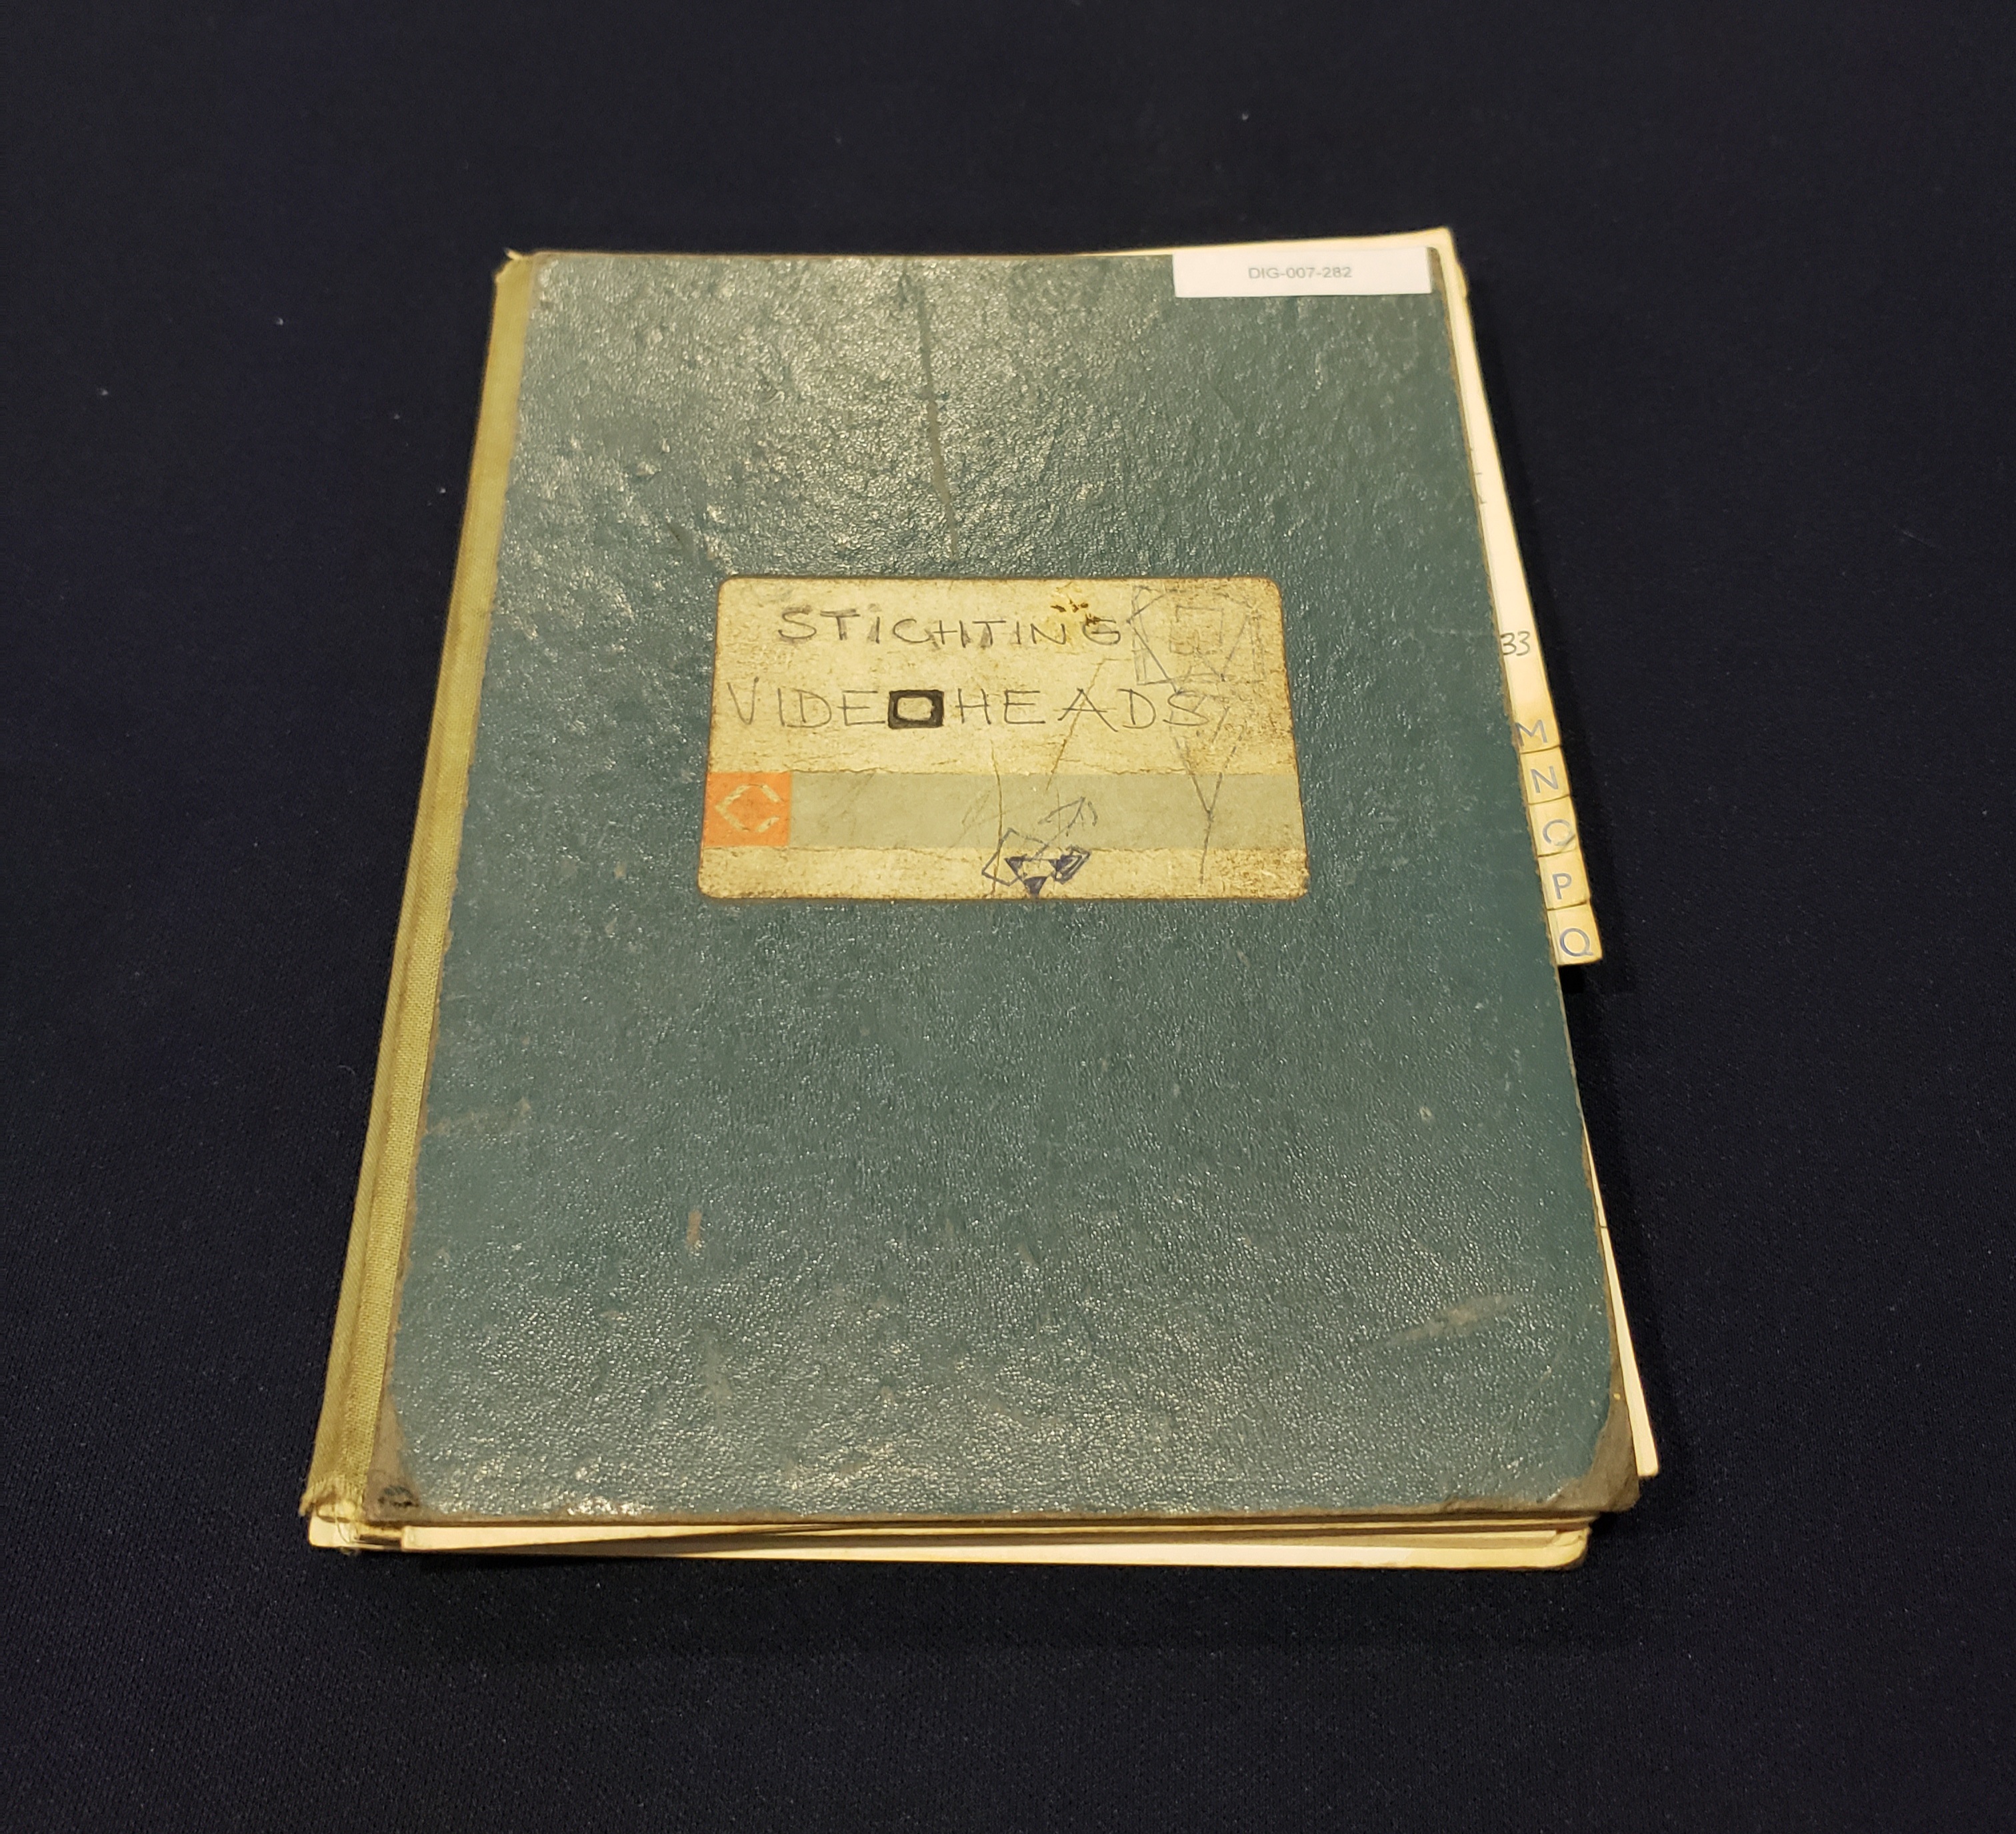 DIG-007-282
STICHTING
VIDEOHEADS
33
M
N
O
P
Q